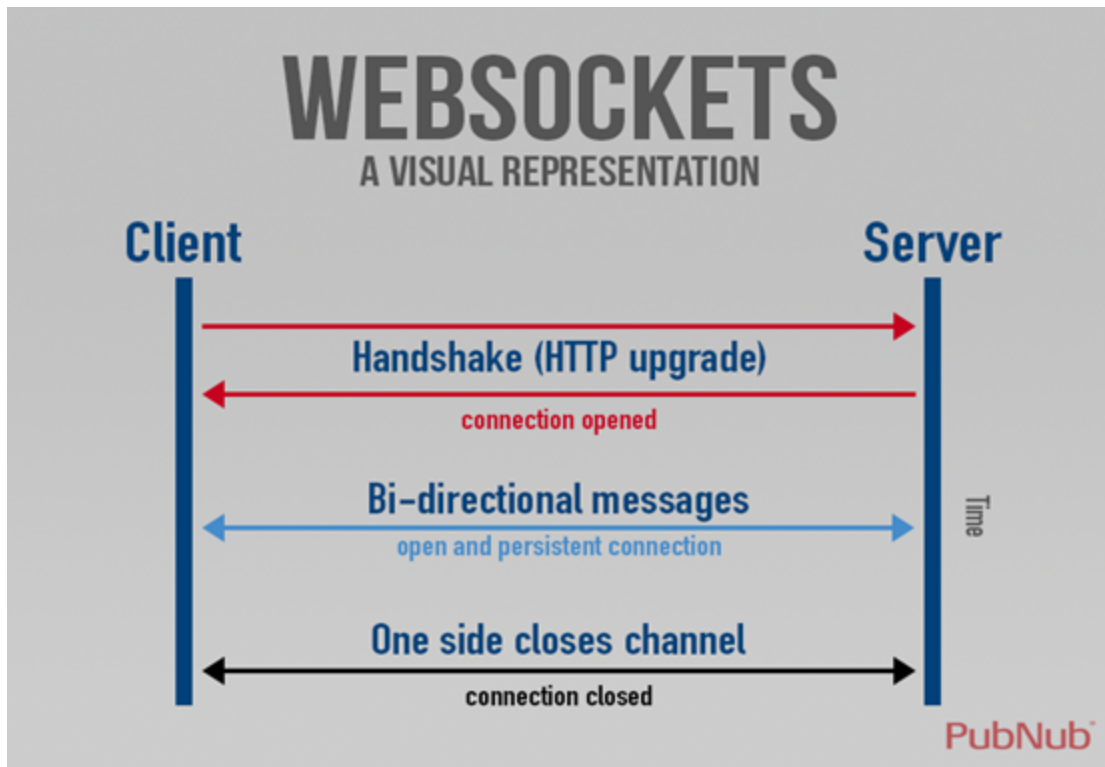 WEBSOCKETS
A VISUAL REPRESENTATION
Client
Server
Handshake (HTTP upgrade)
connection opened
Bi-directional messages
open and persistent connection
Time
One side closes channel
connection closed
PubNub